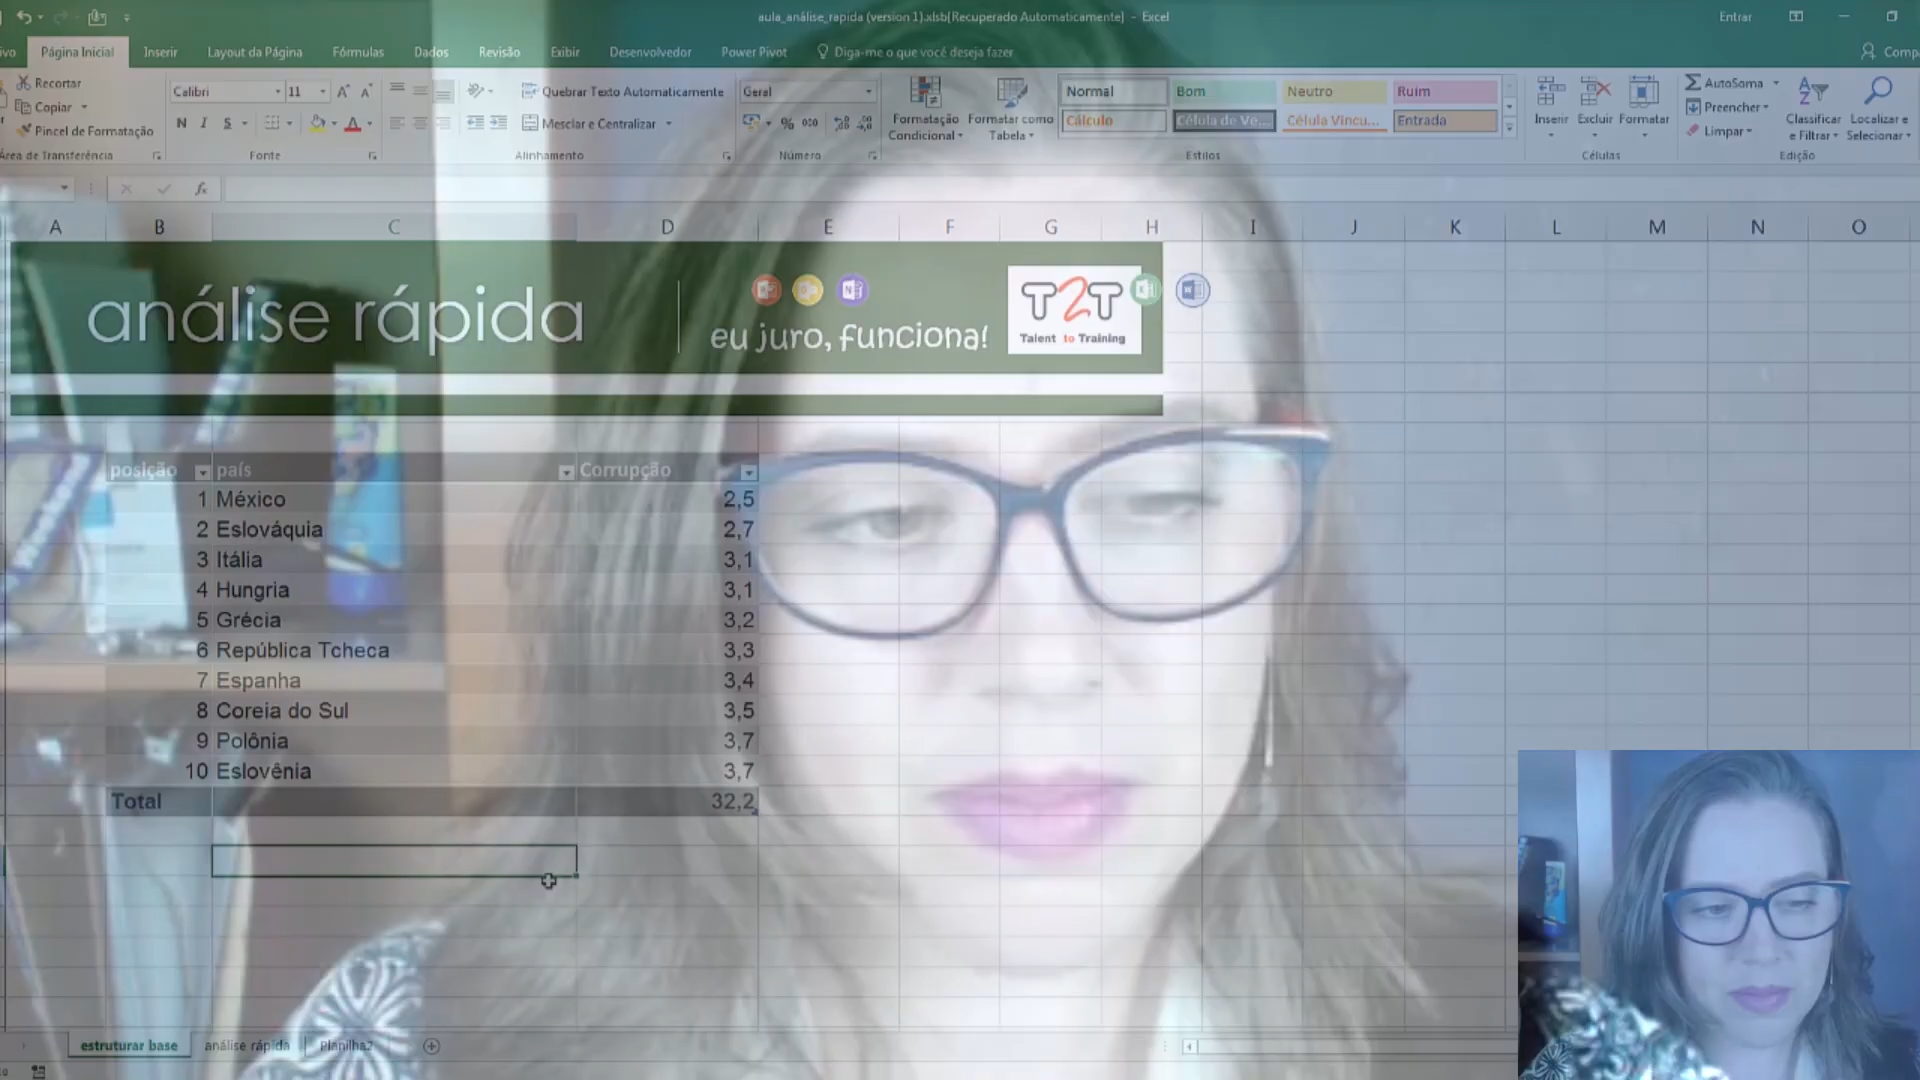 aula_análise_rapida (version 1).xlsb[Recuperado Automaticamente] - Excel
Entrar
Página Inicial Inserir Layout da Página Fórmulas Dados Revisão Exibir Desenvolvedor Power Pivot Diga-me o que você deseja fazer
Recortar
Copiar
Pincel de Formatação
Área de Transferência
Calibri 11
N I S
Fonte
Quebrar Texto Automaticamente
Mesclar e Centralizar
Alinhamento
Geral
% 000
Número
Formatação Condicional
Formatar como Tabela
Normal Bom Neutro Ruim
Cálculo Célula de Ve... Célula Vincu... Entrada
Estilos
Inserir Excluir Formatar
Células
AutoSoma
Preencher
Limpar
Classificar e Filtrar
Localizar e Selecionar
Edição
fx
A B C D E F G H I J K L M N O
análise rápida
eu juro, funciona!
T2T
Talent to Training
posição país Corrupção
1 México 2,5
2 Eslováquia 2,7
3 Itália 3,1
4 Hungria 3,1
5 Grécia 3,2
6 República Tcheca 3,3
7 Espanha 3,4
8 Coreia do Sul 3,5
9 Polônia 3,7
10 Eslovênia 3,7
Total 32,2
estruturar base análise rápida Planilha2